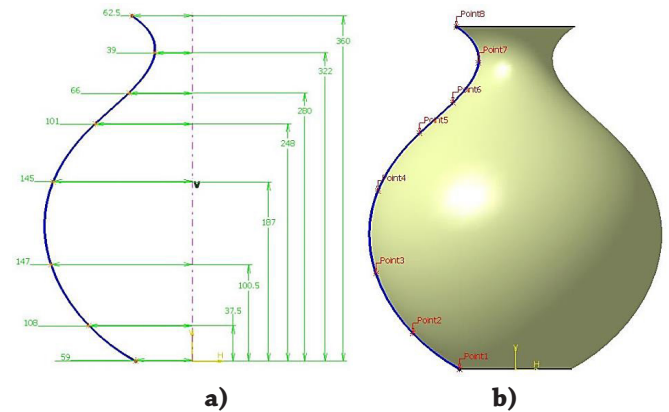 62.5
39
66
101
145
147
108
59
360
322
280
248
187
100.5
37.5
V
H
a)
Point8
Point7
Point6
Point5
Point4
Point3
Point2
Point1
Y
H
b)